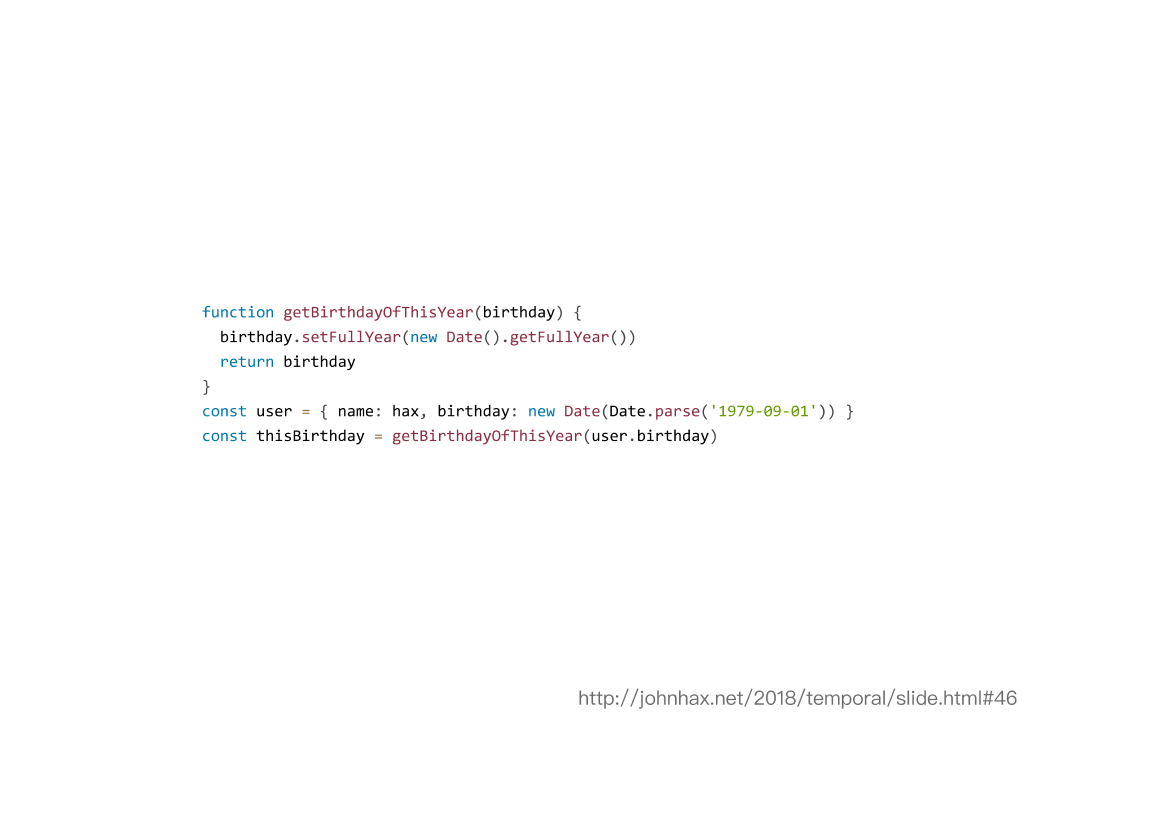 function getBirthdayOfThisYear(birthday) {
  birthday.setFullYear(new Date().getFullYear())
  return birthday
}
const user = { name: hax, birthday: new Date(Date.parse('1979-09-01')) }
const thisBirthday = getBirthdayOfThisYear(user.birthday)
http://johnhax.net/2018/temporal/slide.html#46